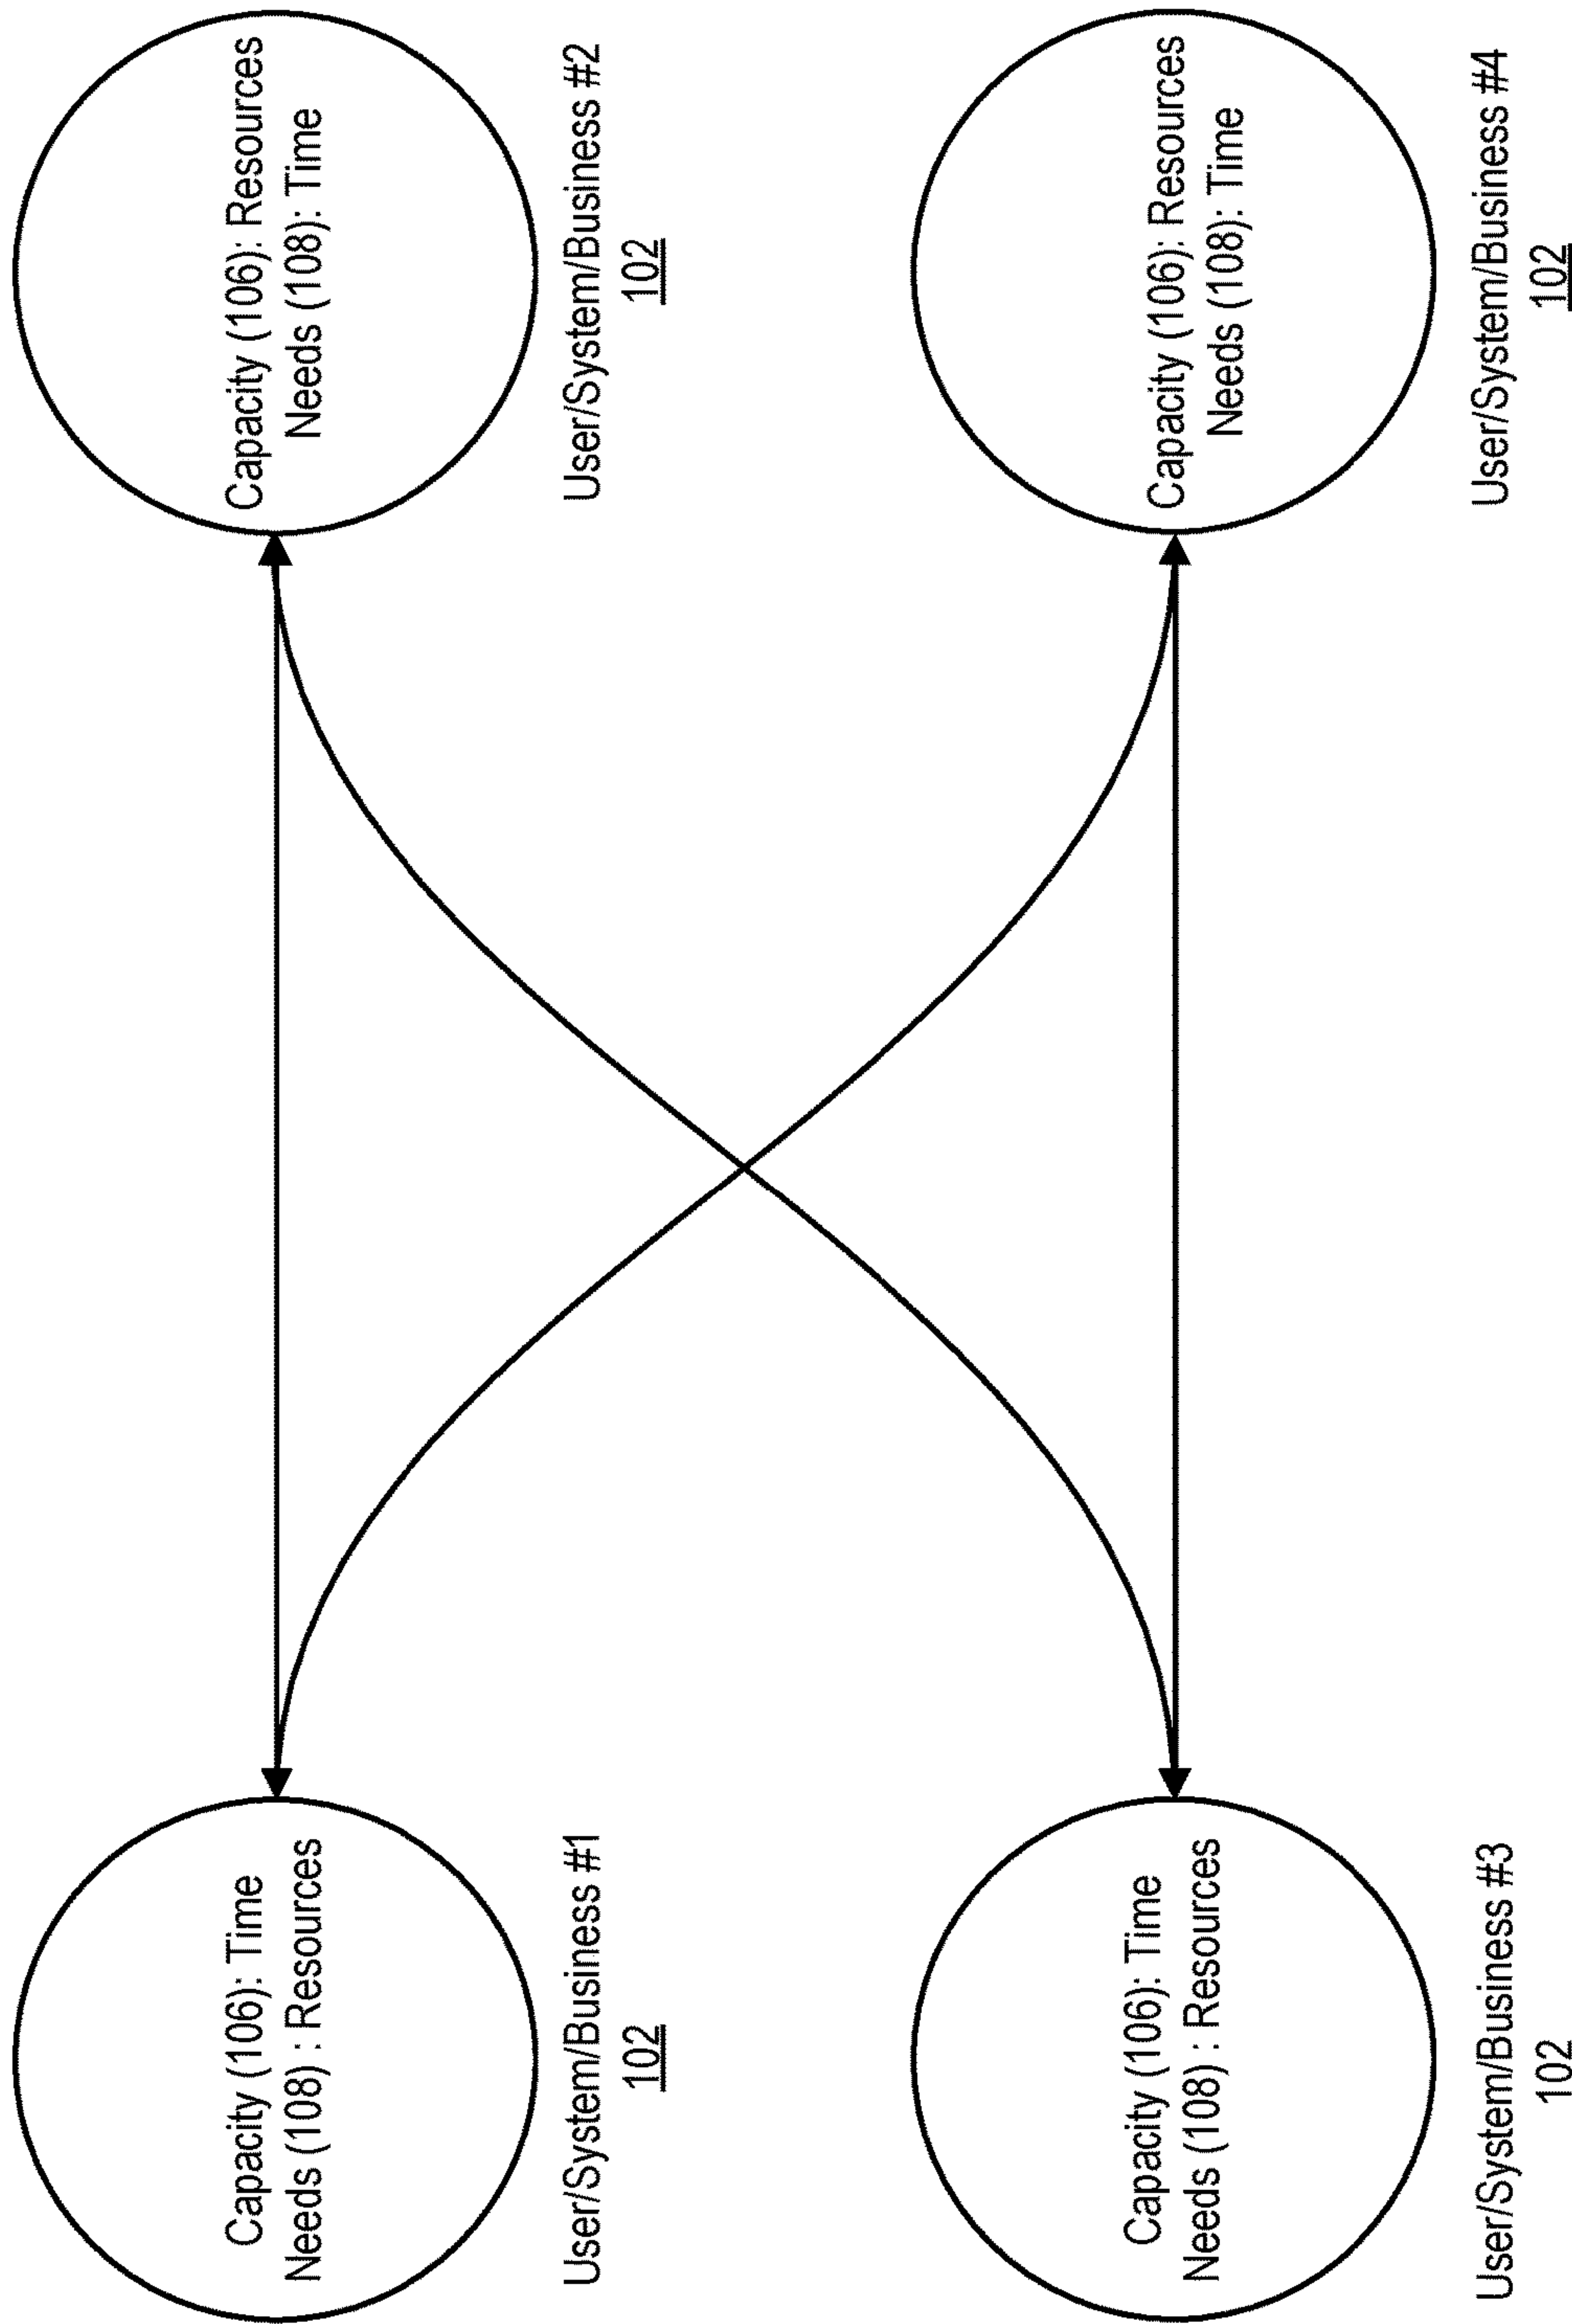 Capacity (106): Time
Needs (108) : Resources
User/System/Business #1
102
Capacity (106): Resources
Needs (108): Time
User/System/Business #2
102
Capacity (106): Time
Needs (108) : Resources
User/System/Business #3
102
Capacity (106): Resources
Needs (108): Time
User/System/Business #4
102